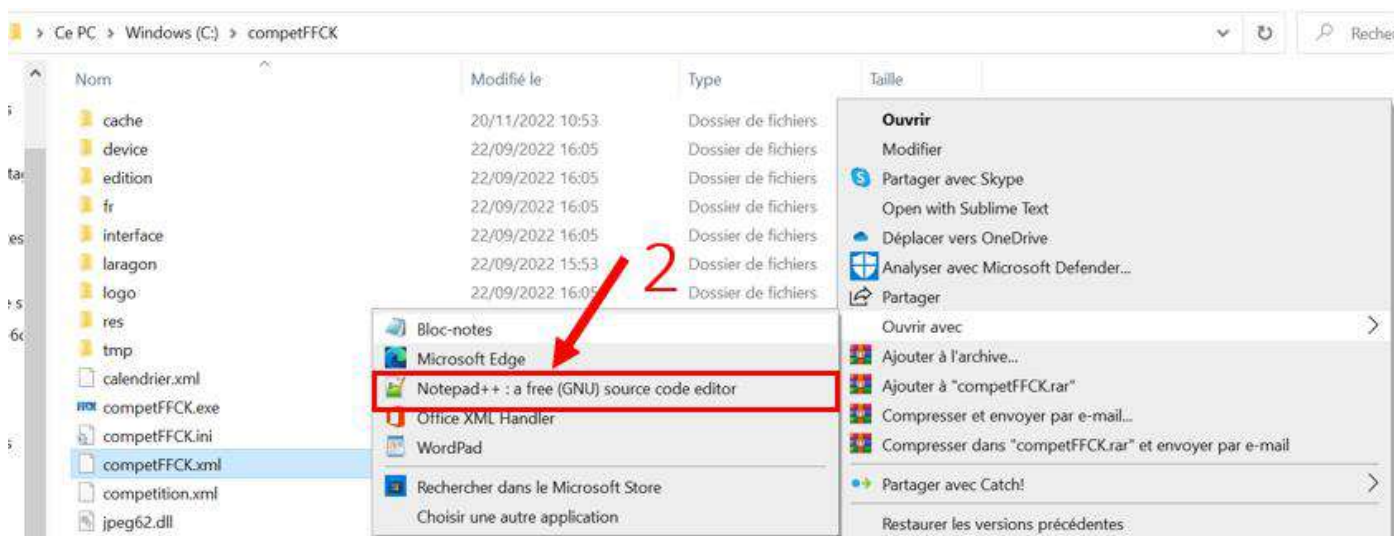 Ce PC > Windows (C:) > competFFCK
Nom Modifié le Type Taille
cache 20/11/2022 10:53 Dossier de fichiers
device 22/09/2022 16:05 Dossier de fichiers
edition 22/09/2022 16:05 Dossier de fichiers
fr 22/09/2022 16:05 Dossier de fichiers
interface 22/09/2022 16:05 Dossier de fichiers
laragon 22/09/2022 15:53 Dossier de fichiers
logo 22/09/2022 16:05 Dossier de fichiers
res
tmp
calendrier.xml
competFFCK.exe
competFFCK.ini
competFFCK.xml
competition.xml
jpeg62.dll
2
Bloc-notes
Microsoft Edge
Notepad++ : a free (GNU) source code editor
Office XML Handler
WordPad
Rechercher dans le Microsoft Store
Choisir une autre application
Ouvrir
Modifier
Partager avec Skype
Open with Sublime Text
Déplacer vers OneDrive
Analyser avec Microsoft Defender...
Partager
Ouvrir avec
Ajouter à l'archive...
Ajouter à "competFFCK.rar"
Compresser et envoyer par e-mail...
Compresser dans "competFFCK.rar" et envoyer par e-mail
Partager avec Catch!
Restaurer les versions précédentes